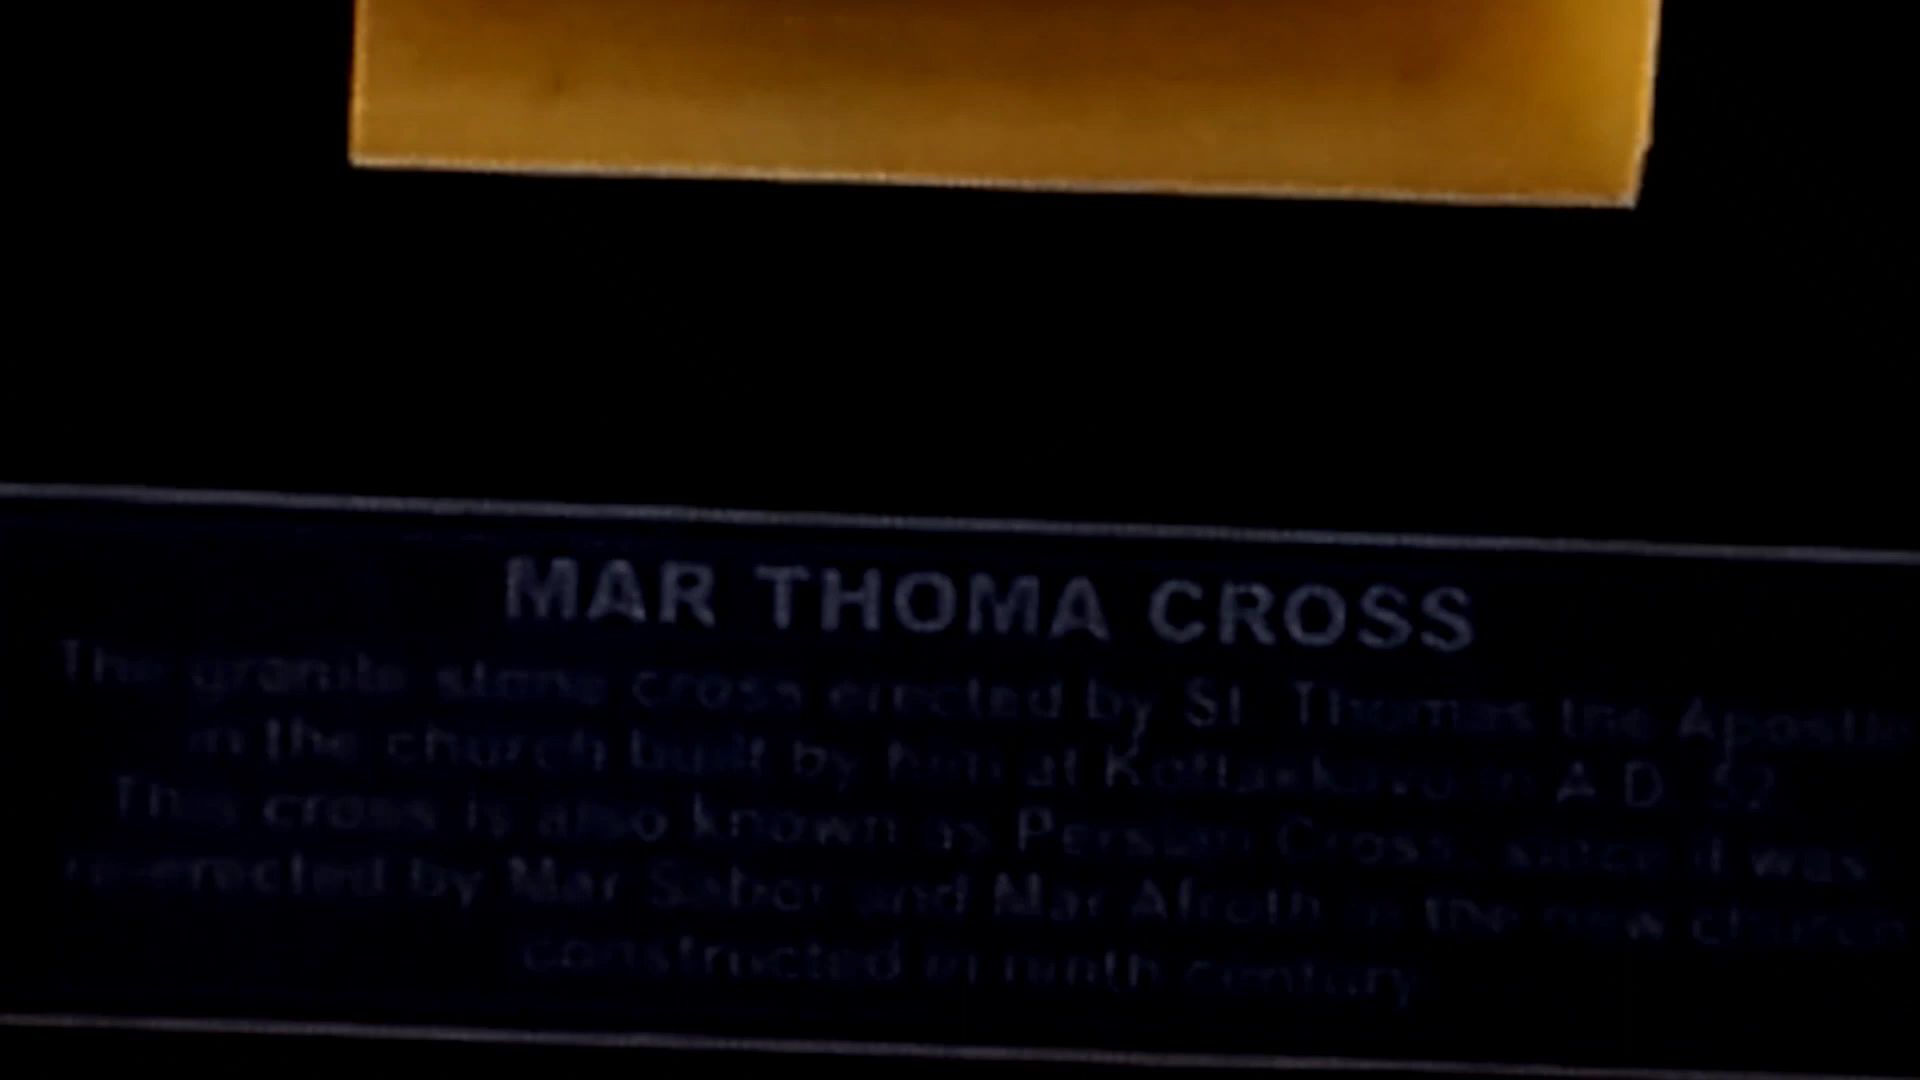 MAR THOMA CROSS
The granite stone cross erected by St. Thomas the Apostle
in the church built by him at Kottakkavu in A.D. 52.
This cross is also known as Persian Cross, since it was
re-erected by Mar Sabor and Mar Afroth in the new church
constructed in ninth century